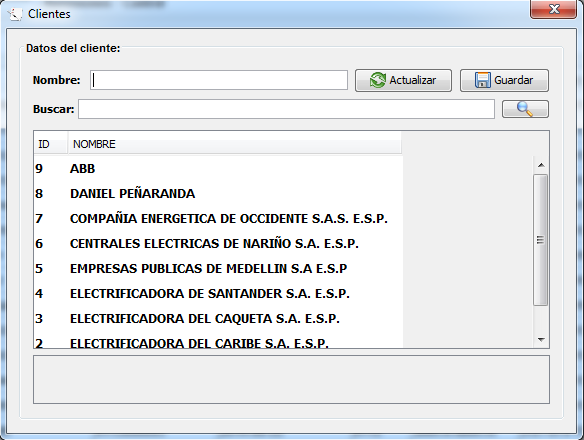 Clientes
Datos del cliente:
Nombre: Actualizar Guardar
Buscar:
ID NOMBRE
9 ABB
8 DANIEL PEÑARANDA
7 COMPAÑIA ENERGETICA DE OCCIDENTE S.A.S. E.S.P.
6 CENTRALES ELECTRICAS DE NARIÑO S.A. E.S.P.
5 EMPRESAS PUBLICAS DE MEDELLIN S.A E.S.P
4 ELECTRIFICADORA DE SANTANDER S.A. E.S.P.
3 ELECTRIFICADORA DEL CAQUETA S.A. E.S.P.
2 ELECTRIFICADORA DEL CARIBE S.A. E.S.P.